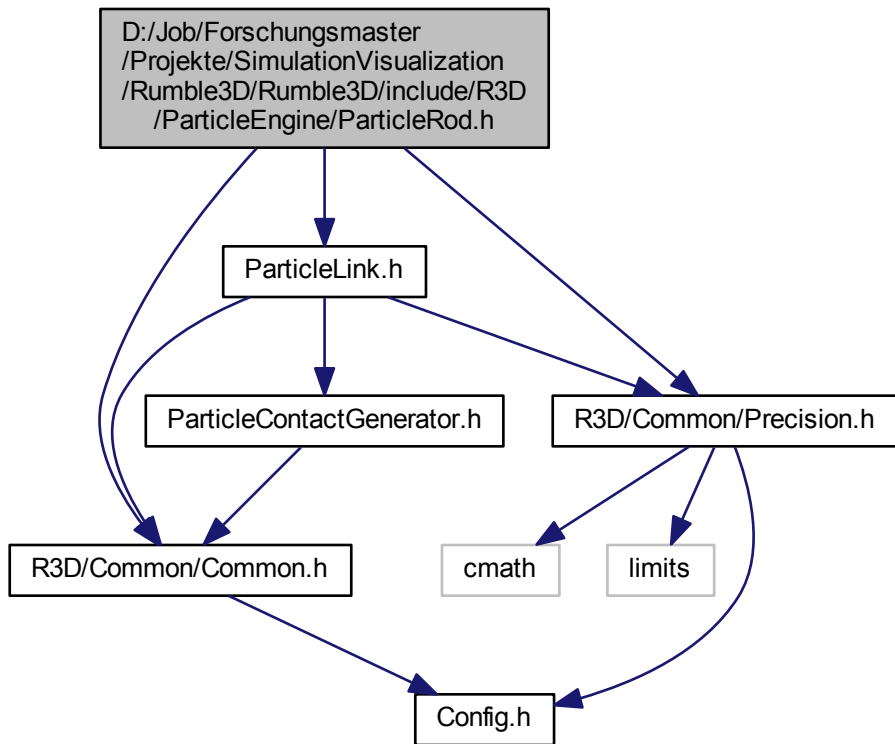 D:/Job/Forschungsmaster
/Projekte/SimulationVisualization
/Rumble3D/Rumble3D/include/R3D
/ParticleEngine/ParticleRod.h
ParticleLink.h
ParticleContactGenerator.h
R3D/Common/Precision.h
R3D/Common/Common.h
cmath
limits
Config.h